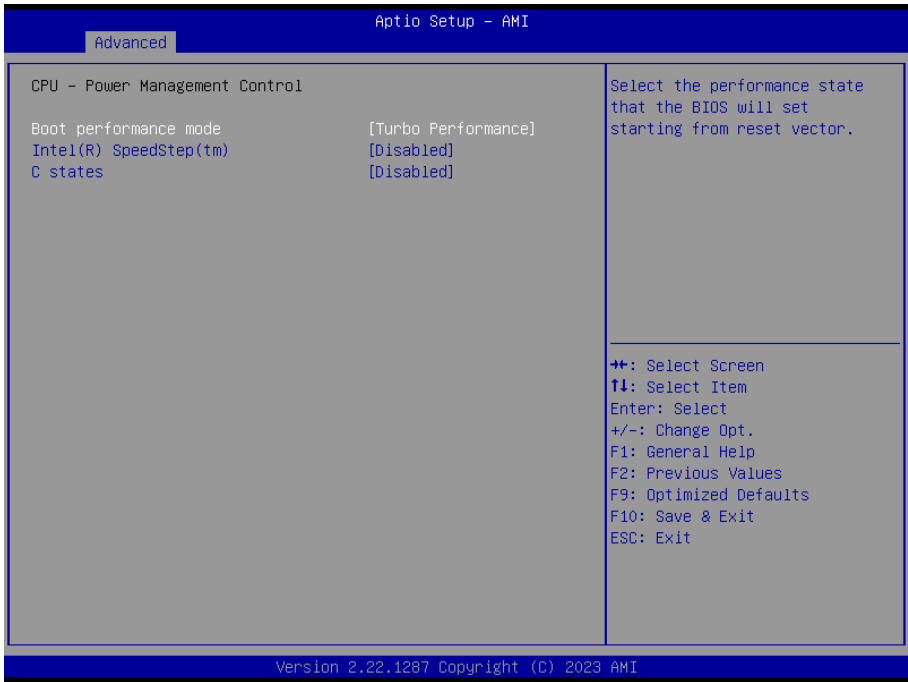 Aptio Setup – AMI
Advanced
CPU – Power Management Control
Boot performance mode [Turbo Performance]
Intel(R) SpeedStep(tm) [Disabled]
C states [Disabled]
Select the performance state
that the BIOS will set
starting from reset vector.
→←: Select Screen
↑↓: Select Item
Enter: Select
+/-: Change Opt.
F1: General Help
F2: Previous Values
F9: Optimized Defaults
F10: Save & Exit
ESC: Exit
Version 2.22.1287 Copyright (C) 2023 AMI